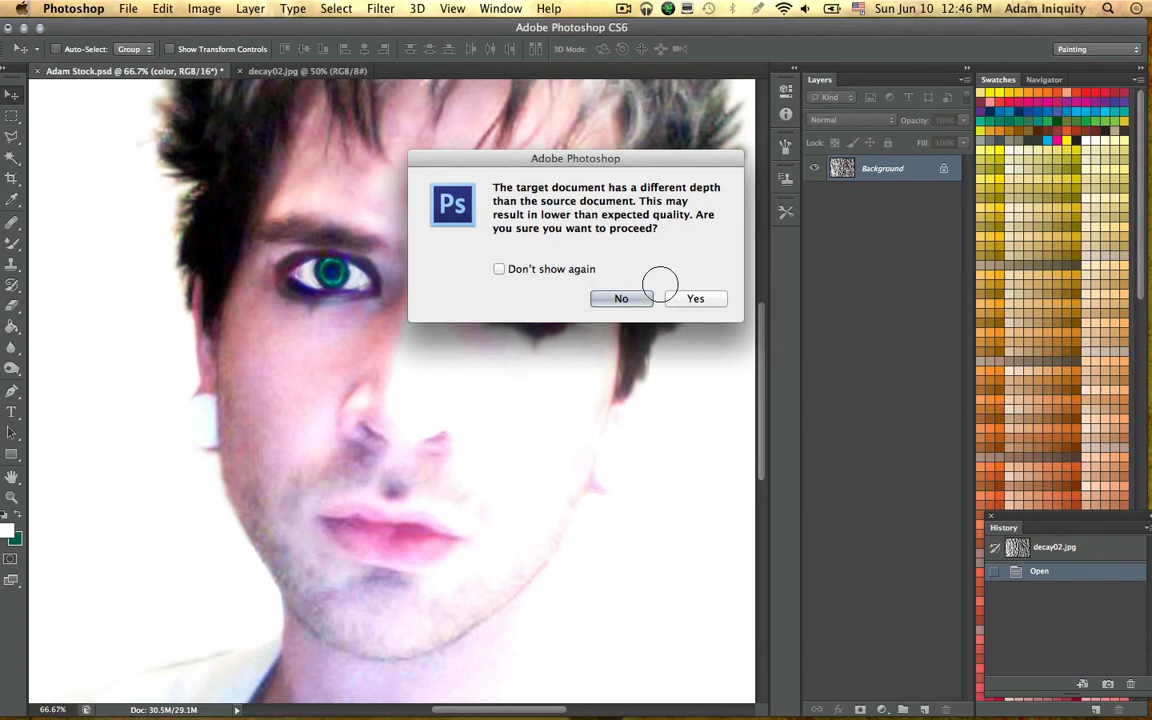 Photoshop File Edit Image Layer Type Select Filter 3D View Window Help Sun Jun 10 12:46 AM Adam Iniquity
Adobe Photoshop CS6
Auto-Select: Group Show Transform Controls 3D Mode: Painting
× Adam Stock.psd @ 66.7% (color, RGB/16*) * × decay02.jpg @ 50% (RGB/8#)
Layers
Swatches Navigator
Kind
Normal Opacity: 100%
Lock: Fill: 100%
Background
Adobe Photoshop
Ps
The target document has a different depth
than the source document. This may
result in lower than expected quality. Are
you sure you want to proceed?
Don't show again
No Yes
History
decay02.jpg
Open
66.67% Doc: 30.5M/29.1M